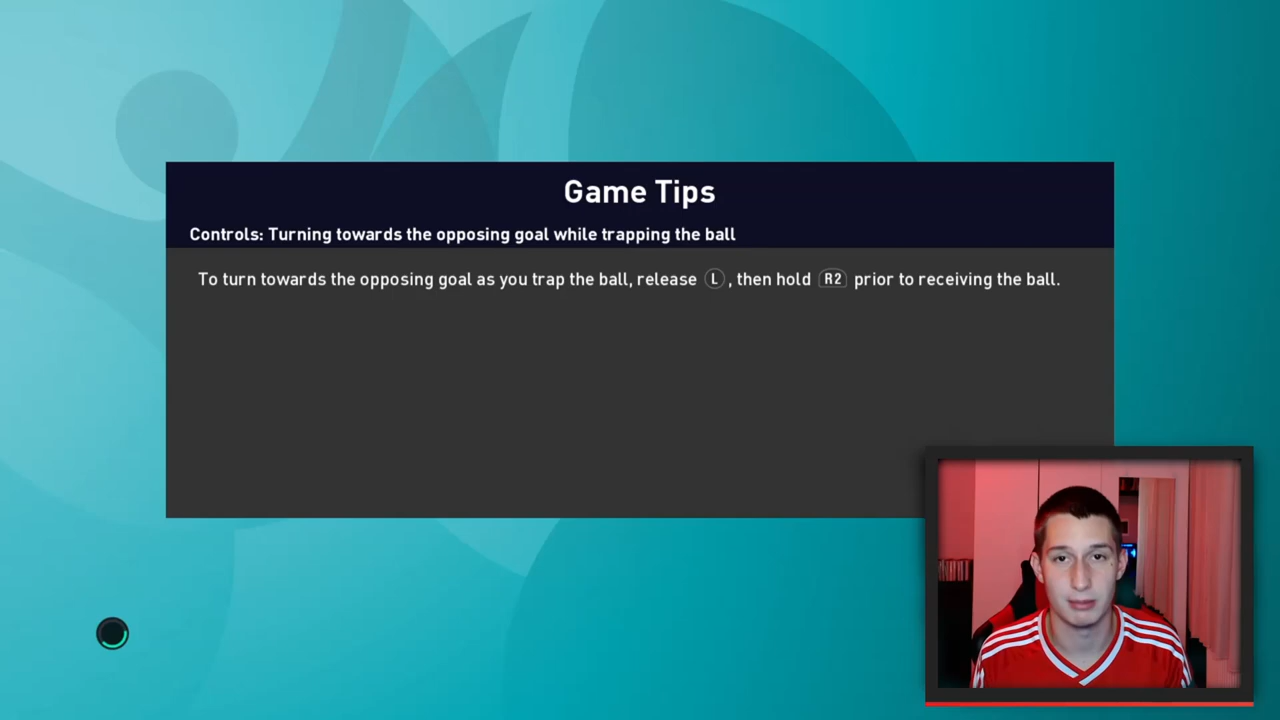 Game Tips
Controls: Turning towards the opposing goal while trapping the ball
To turn towards the opposing goal as you trap the ball, release L, then hold R2 prior to receiving the ball.